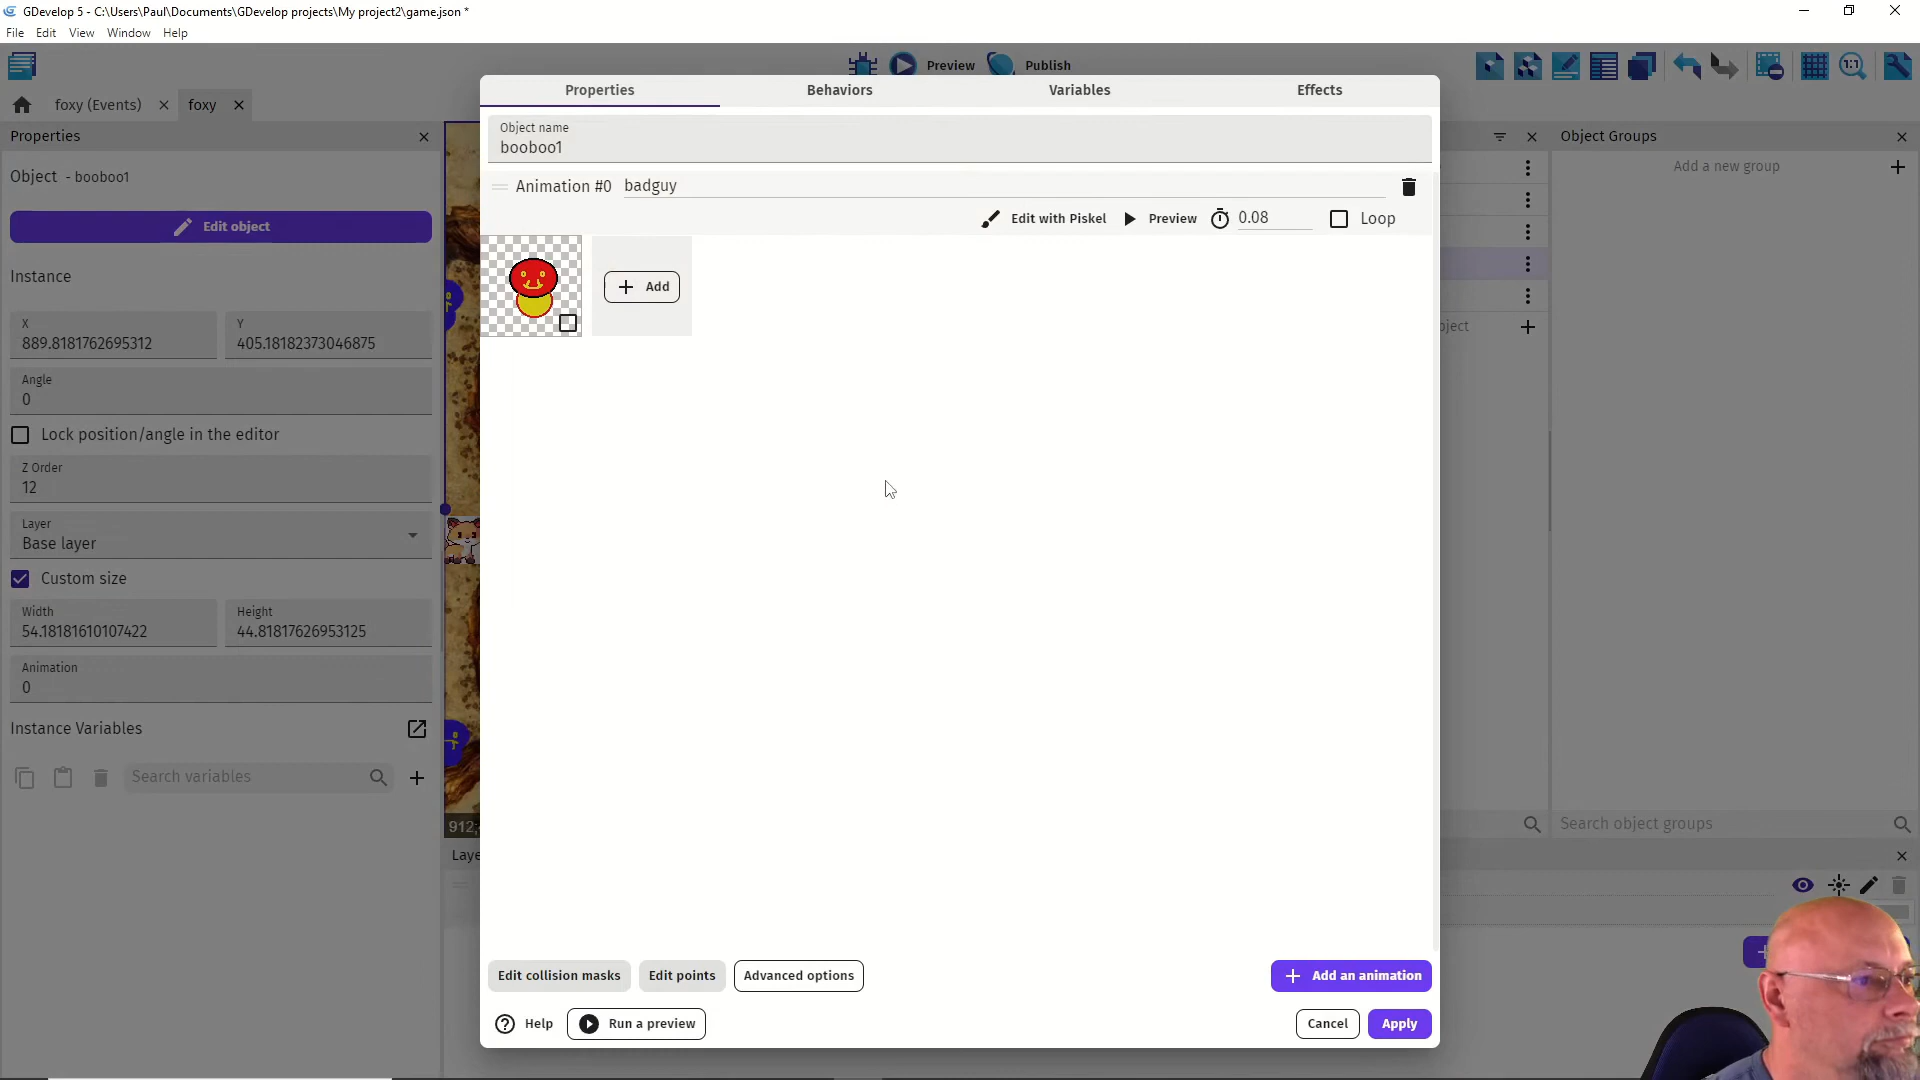 GDevelop 5 - C:\Users\Paul\Documents\GDevelop projects\My project2\game.json *
File Edit View Window Help
Preview Publish
foxy (Events) foxy
Properties
Object - booboo1
Edit object
Instance
X
889.8181762695312
Y
405.18182373046875
Angle
0
Lock position/angle in the editor
Z Order
12
Layer
Base layer
Custom size
Width
54.18181610107422
Height
44.81817626953125
Animation
0
Instance Variables
Search variables
Properties Behaviors Variables Effects
Object name
booboo1
Animation #0 badguy
Edit with Piskel Preview 0.08 Loop
Add
Edit collision masks Edit points Advanced options Add an animation
Help Run a preview Cancel Apply
912;
Object Groups
Add a new group
1:1
Search object groups